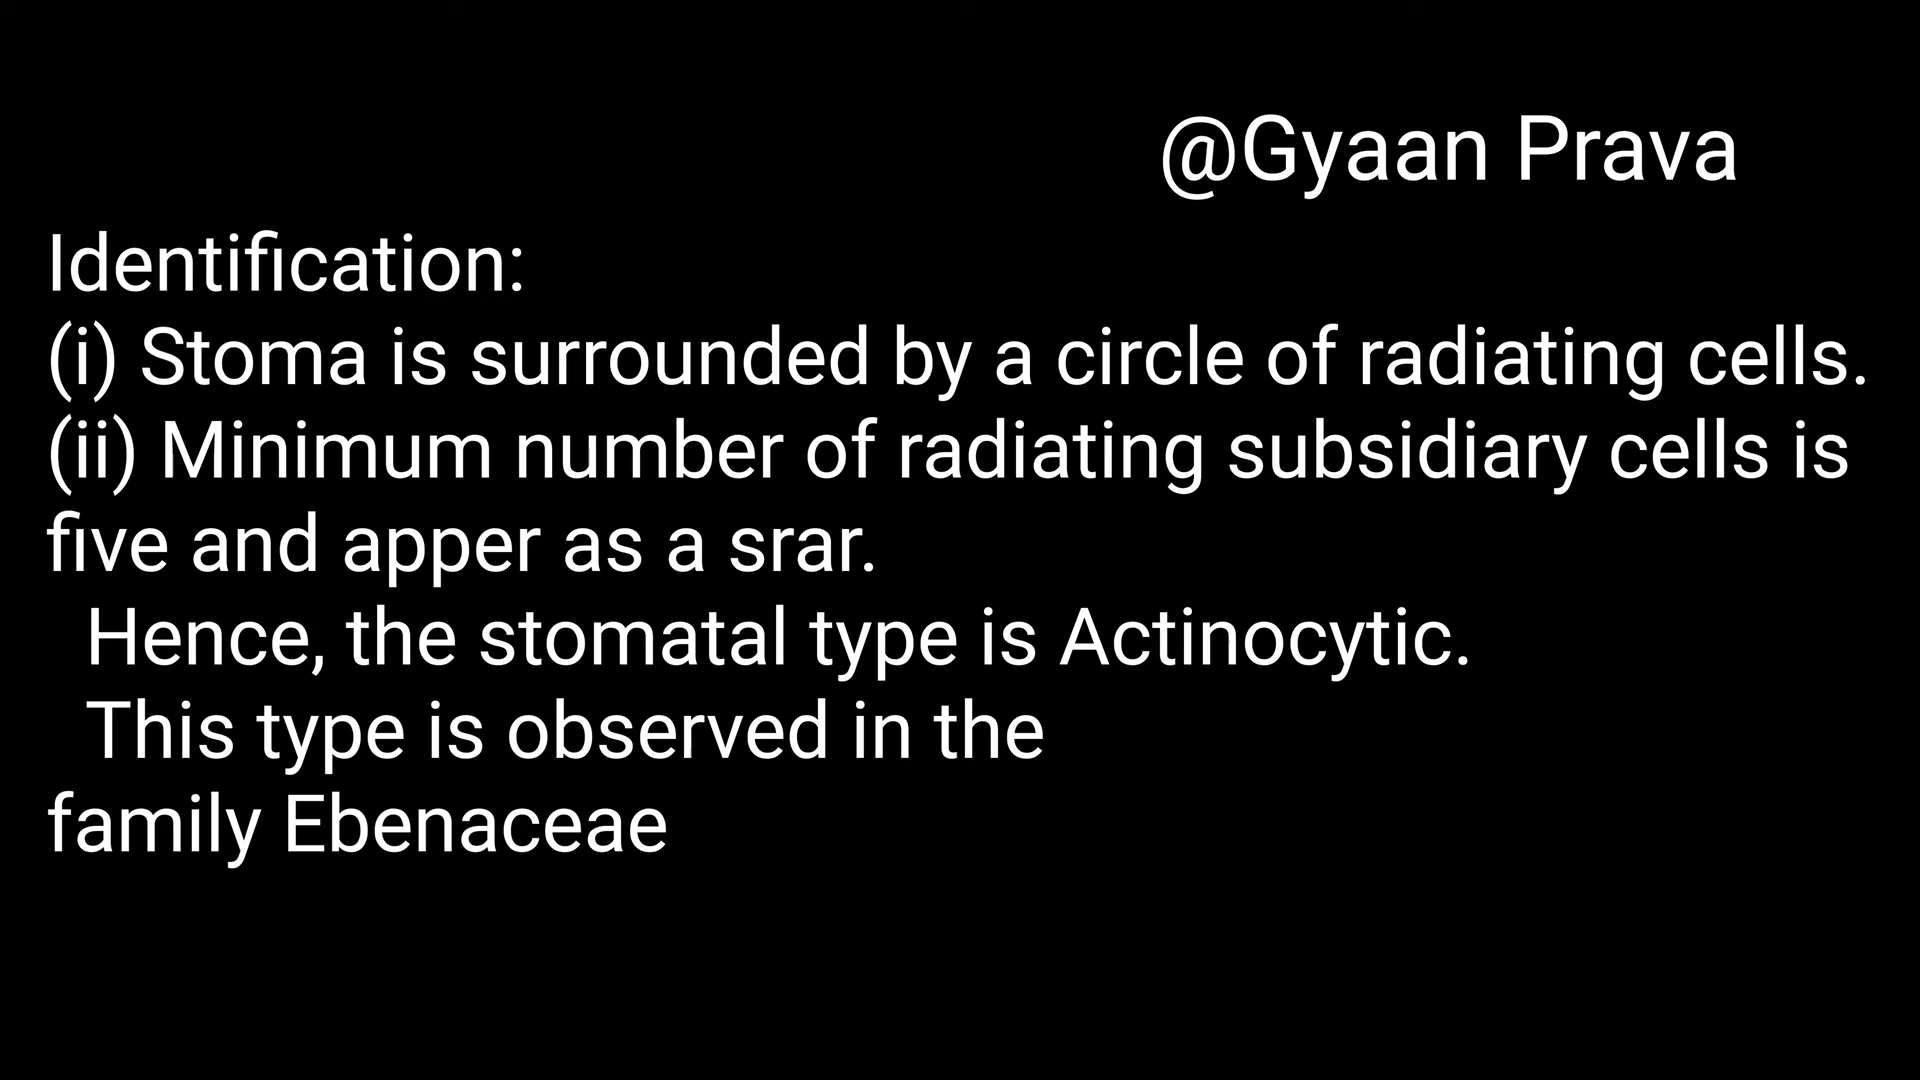 @Gyaan Prava
Identification:
(i) Stoma is surrounded by a circle of radiating cells.
(ii) Minimum number of radiating subsidiary cells is
five and apper as a srar.
Hence, the stomatal type is Actinocytic.
This type is observed in the
family Ebenaceae